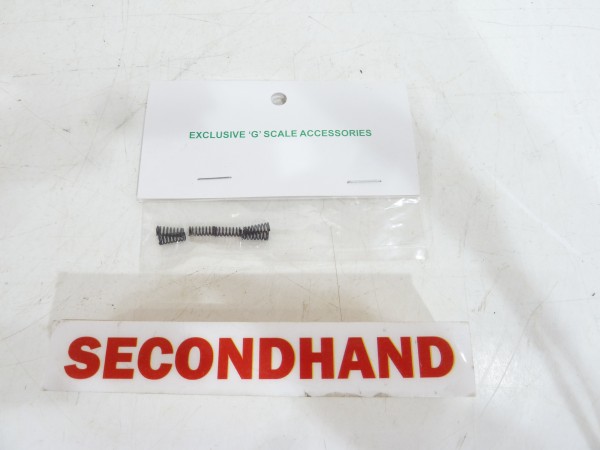 EXCLUSIVE 'G' SCALE ACCESSORIES
SECONDHAND